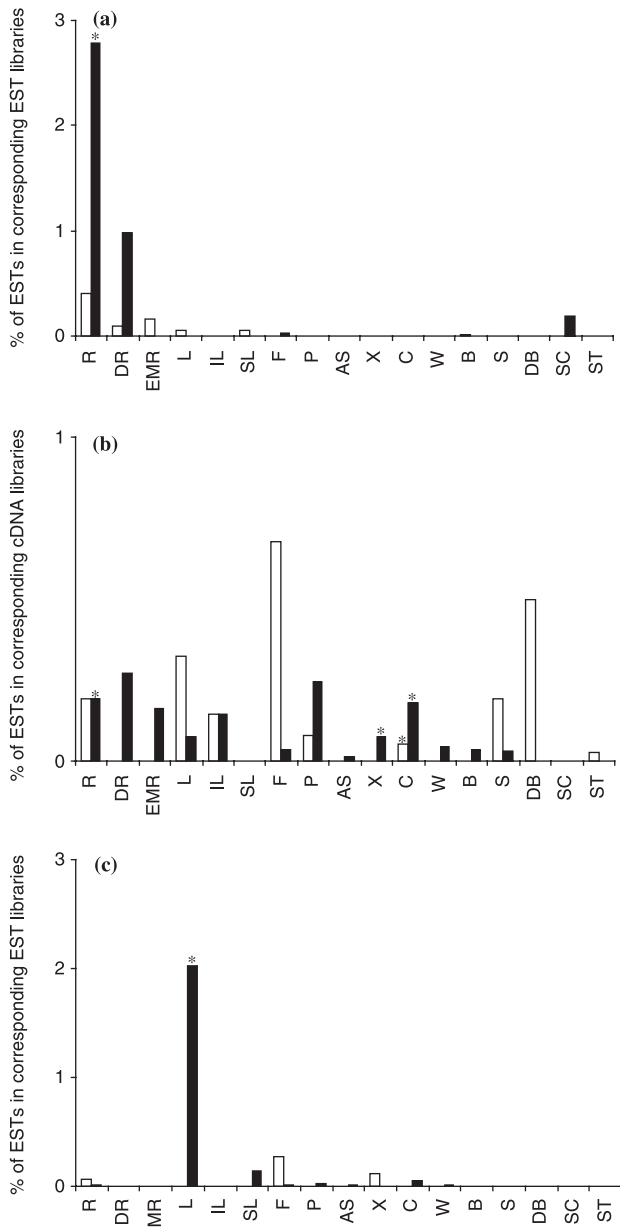 (a)
% of ESTs in corresponding EST libraries
3
2
1
0
*
R DR EMR L IL SL F P AS X C W B S DB SC ST
(b)
% of ESTs in corresponding cDNA libraries
1
0
* * * *
R DR EMR L IL SL F P AS X C W B S DB SC ST
(c)
% of ESTs in corresponding EST libraries
3
2
1
0
*
R DR MR L IL SL F P AS X C W B S DB SC ST